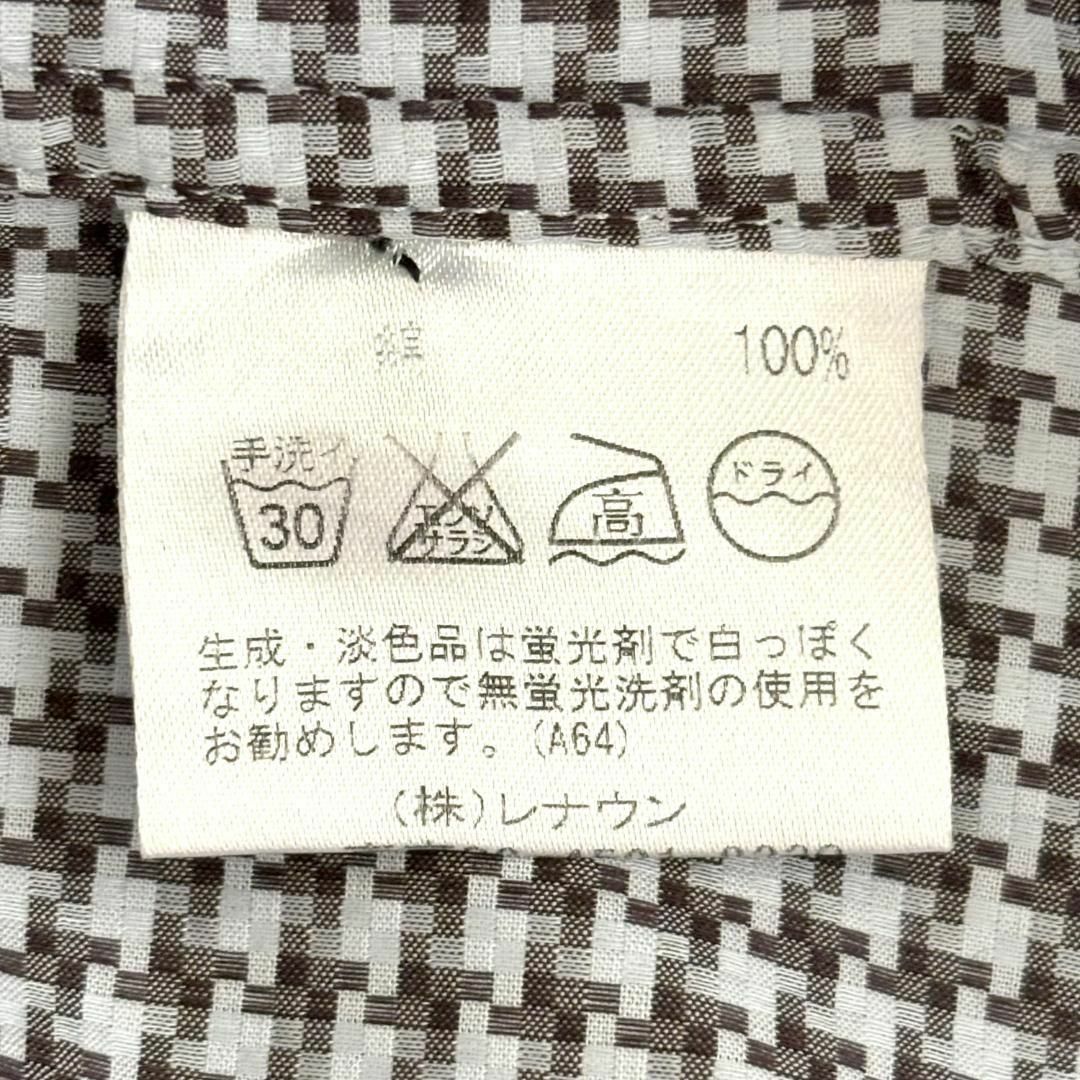 100%
手洗イ
30
エンソ
サラシ
高
ドライ
生成・淡色品は蛍光剤で白っぽく
なりますので無蛍光洗剤の使用を
お勧めします。(A64)
(株)レナウン